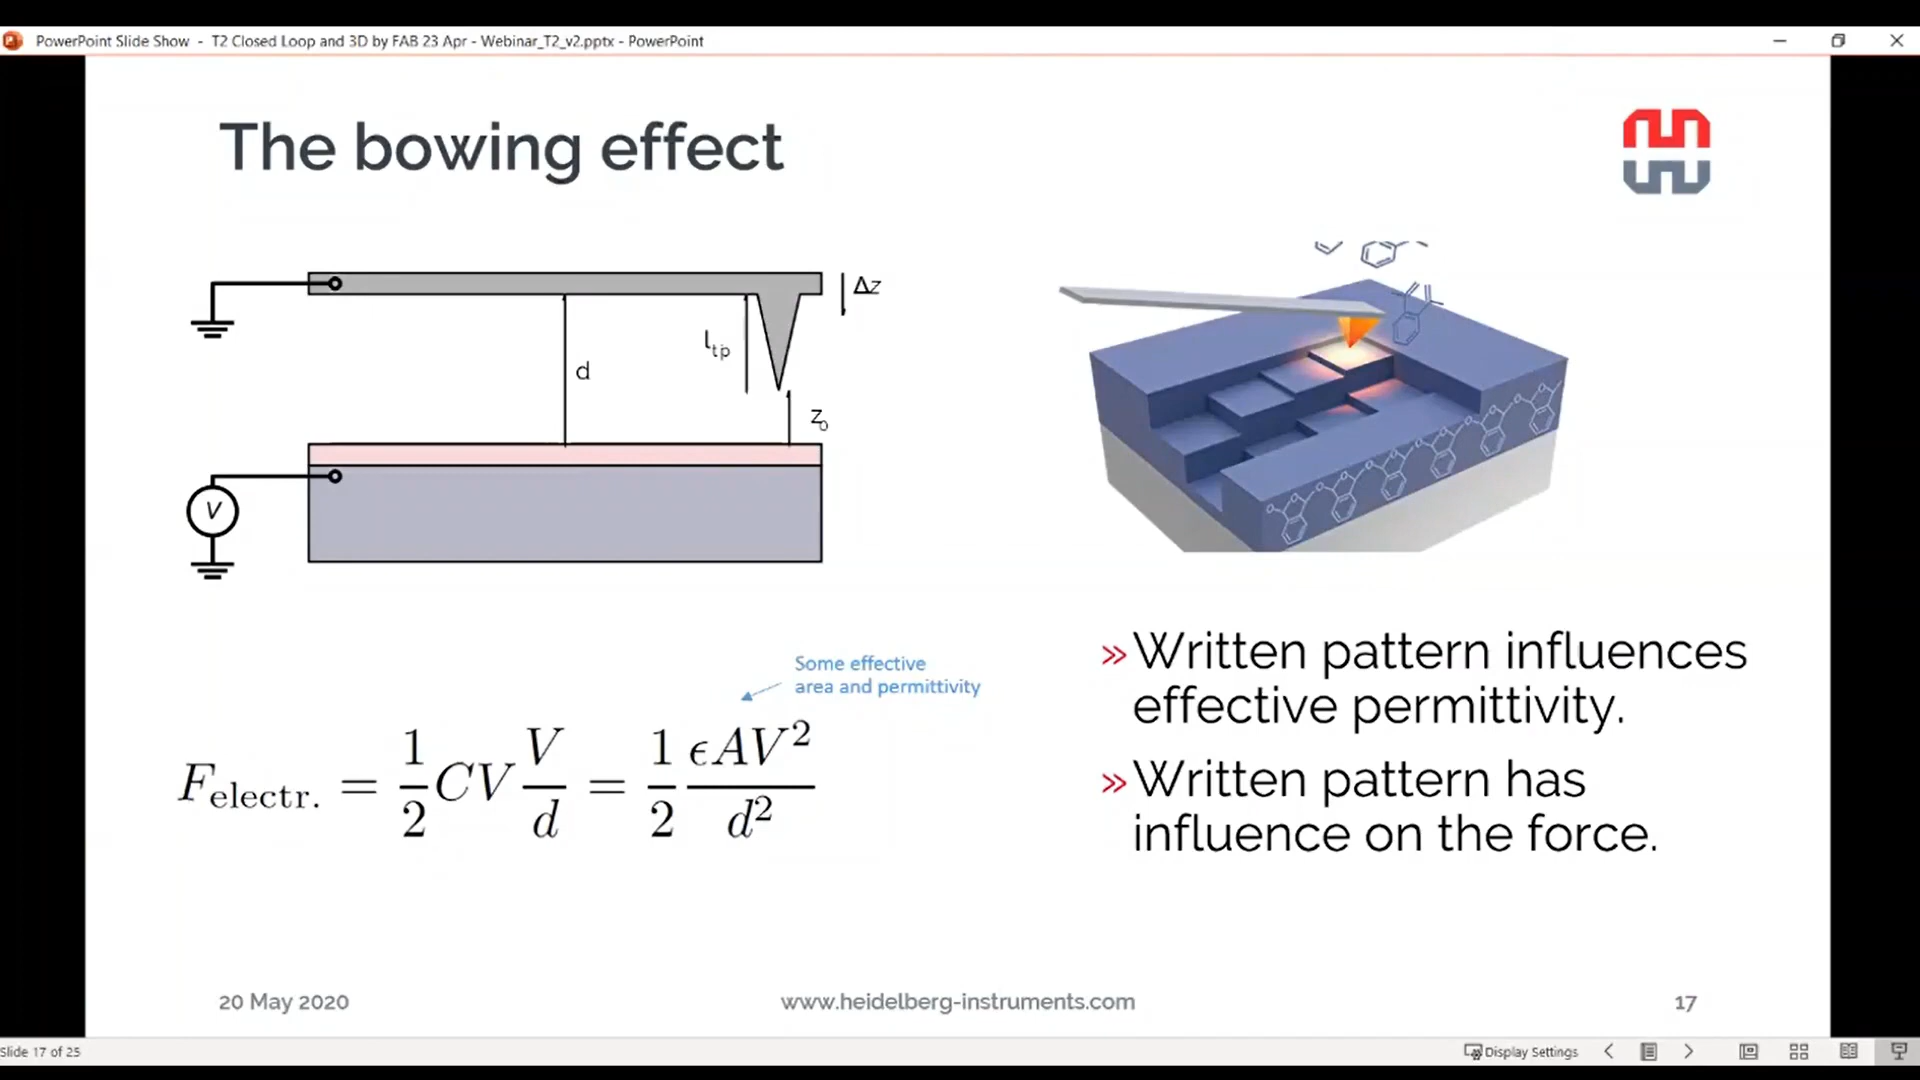 PowerPoint Slide Show - T2 Closed Loop and 3D by FAB 23 Apr - Webinar_T2_v2.pptx - PowerPoint
The bowing effect
Δz
l_tip
d
z_0
V
Some effective
area and permittivity
F_electr. = 1/2 CV V/d = 1/2 ϵAV²/d²
» Written pattern influences
effective permittivity.
» Written pattern has
influence on the force.
20 May 2020
www.heidelberg-instruments.com
17
Slide 17 of 25
Display Settings